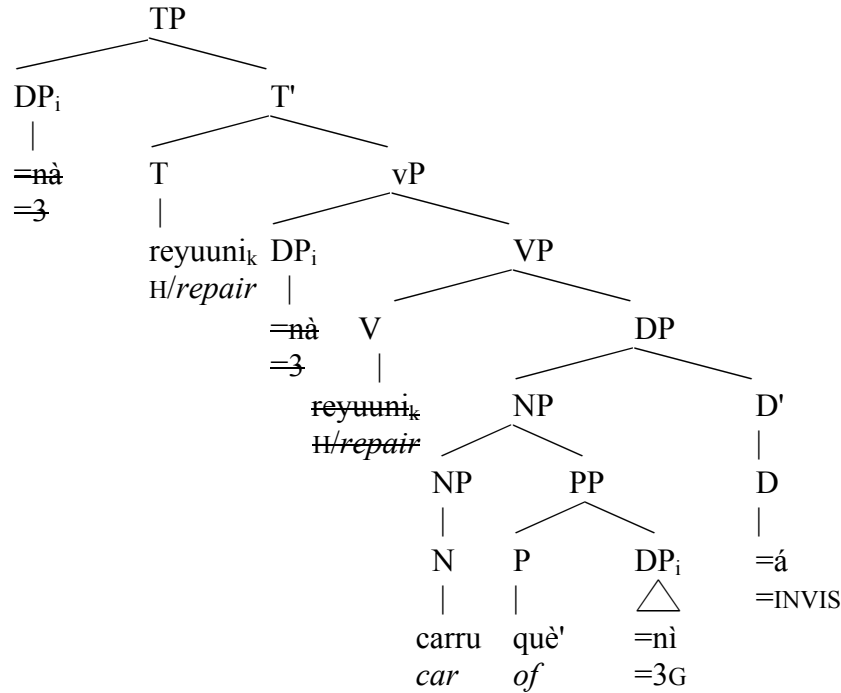 TP
DPᵢ T'
=nà T vP
=3
reyuuniₖ DPᵢ VP
H/repair
=nà V DP
=3
reyuuniₖ NP D'
H/repair
NP PP D
N P DPᵢ =á
=INVIS
carru què' =nì
car of =3G